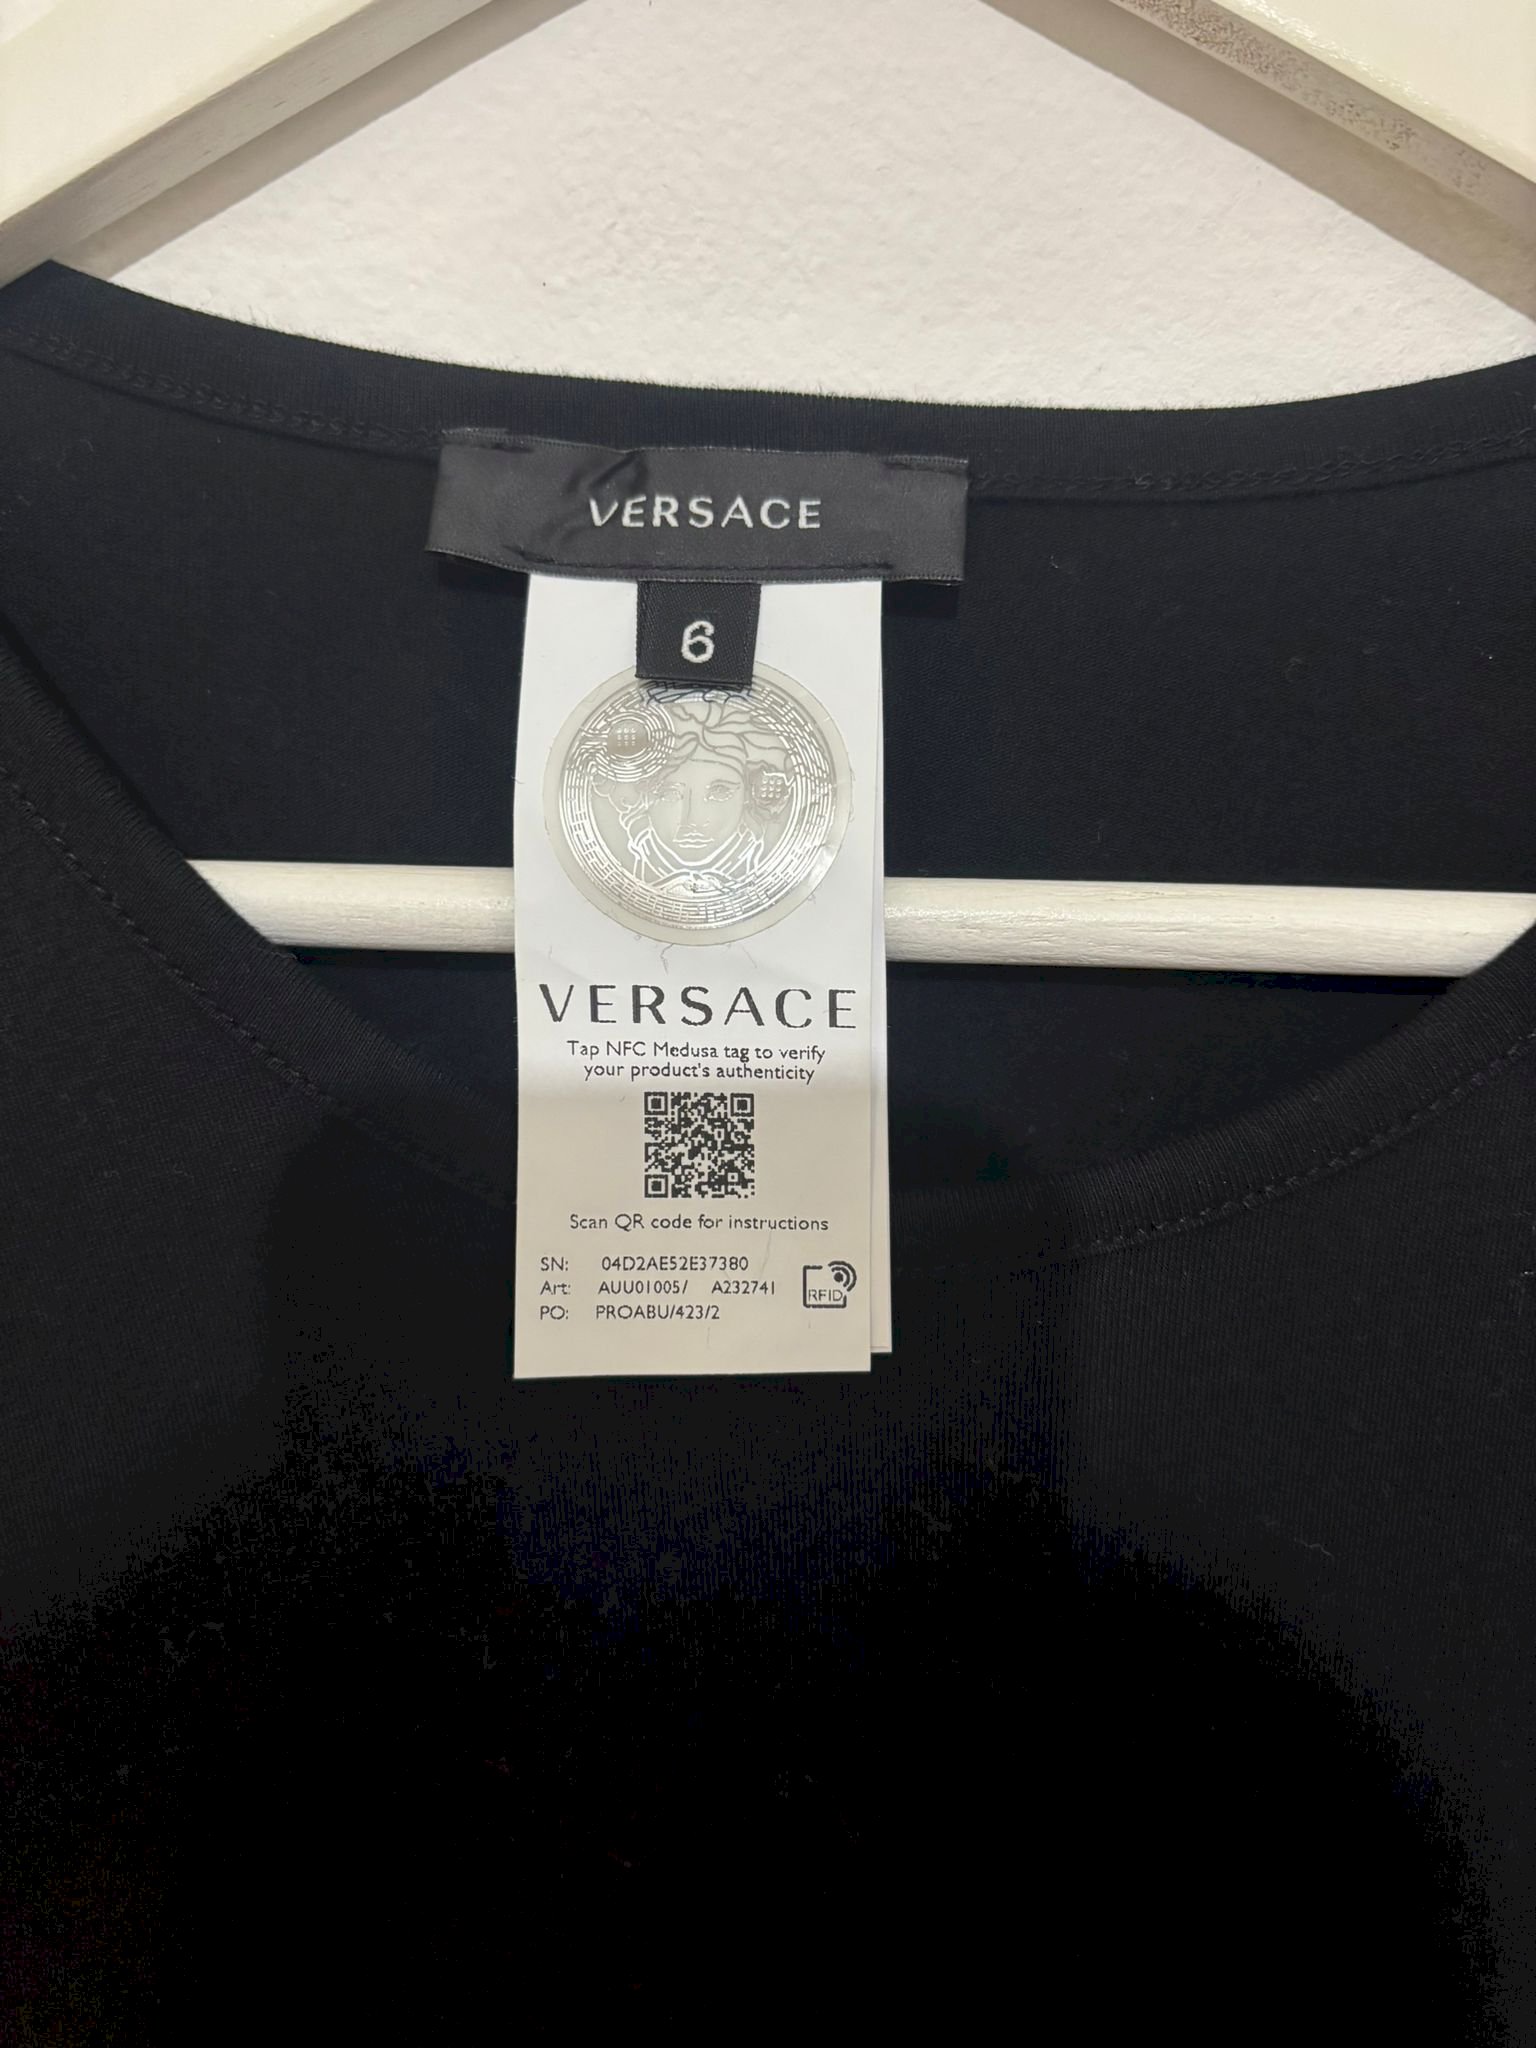 VERSACE
6
VERSACE
Tap NFC Medusa tag to verify
your product's authenticity
Scan QR code for instructions
SN: 04D2AE52E37380
Art: AUU01005/ A232741
PO: PROABU/423/2
RFID